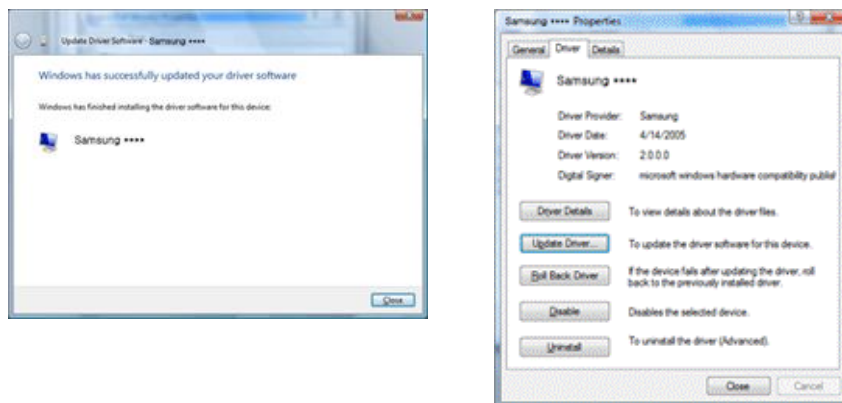 Update Driver Software - Samsung ****
Windows has successfully updated your driver software
Windows has finished installing the driver software for this device:
Samsung ****
Close
Samsung **** Properties
General Driver Details
Samsung ****
Driver Provider: Samsung
Driver Date: 4/14/2005
Driver Version: 2.0.0.0
Digital Signer: microsoft windows hardware compatibility publis
Driver Details To view details about the driver files.
Update Driver... To update the driver software for this device.
Roll Back Driver If the device fails after updating the driver, roll
back to the previously installed driver.
Disable Disables the selected device.
Uninstall To uninstall the driver (Advanced).
Close Cancel